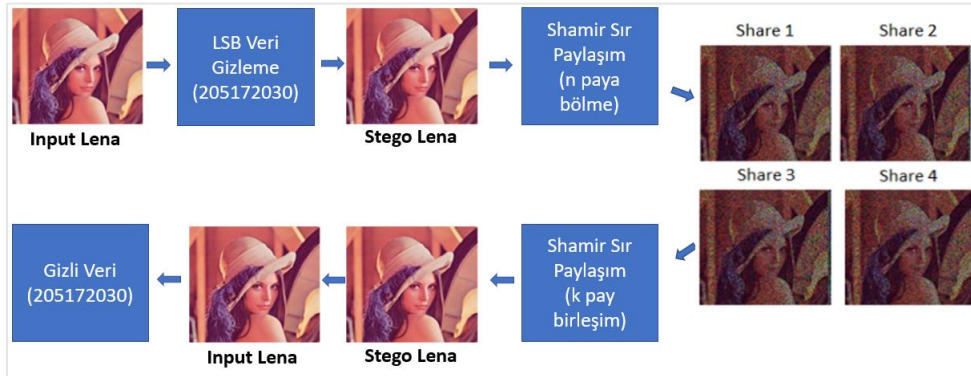 LSB Veri
Gizleme
(205172030)
Input Lena
Stego Lena
Shamir Sır
Paylaşım
(n paya
bölme)
Share 1
Share 2
Share 3
Share 4
Shamir Sır
Paylaşım
(k pay
birleşim)
Stego Lena
Input Lena
Gizli Veri
(205172030)